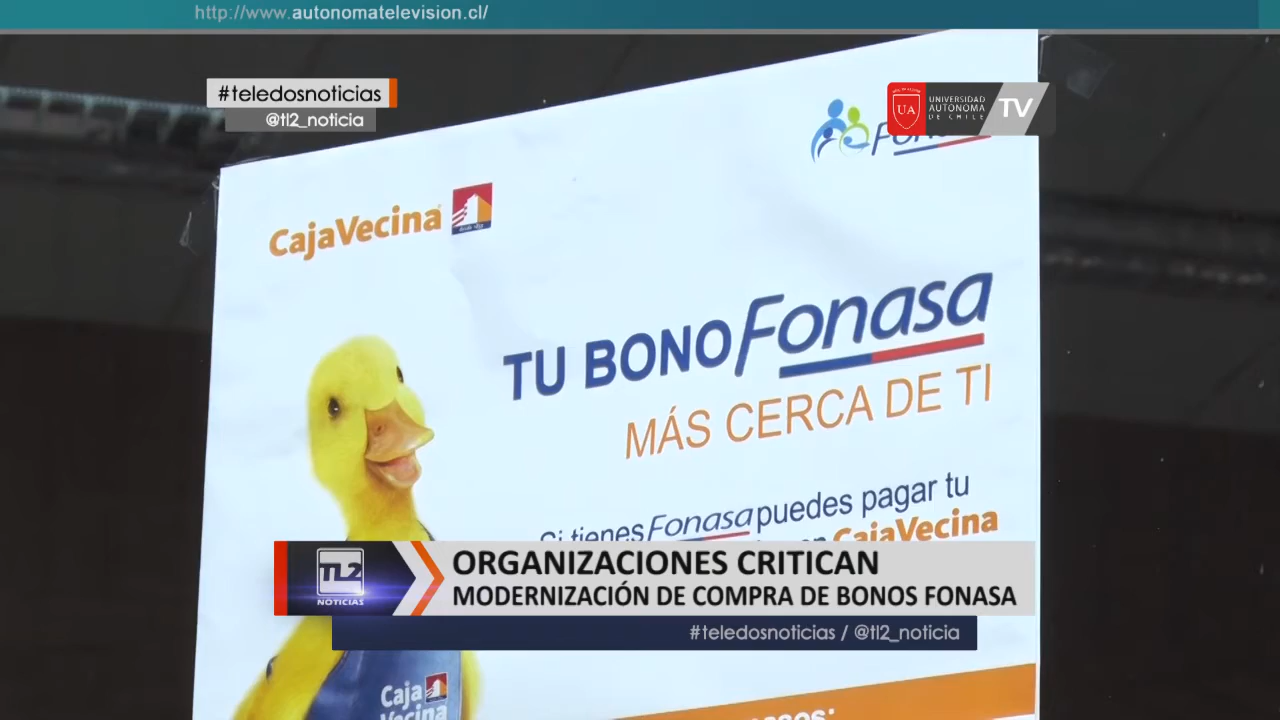 http://www.autonomatelevision.cl/
#teledosnoticias
@tl2_noticia
UA
UNIVERSIDAD
AUTÓNOMA
DE CHILE
TV
CajaVecina
TU BONO Fonasa
MÁS CERCA DE TI
Si tienes Fonasa puedes pagar tu
CajaVecina
TL2
NOTICIAS
ORGANIZACIONES CRITICAN
MODERNIZACIÓN DE COMPRA DE BONOS FONASA
#teledosnoticias / @tl2_noticia
Caja
Vecina